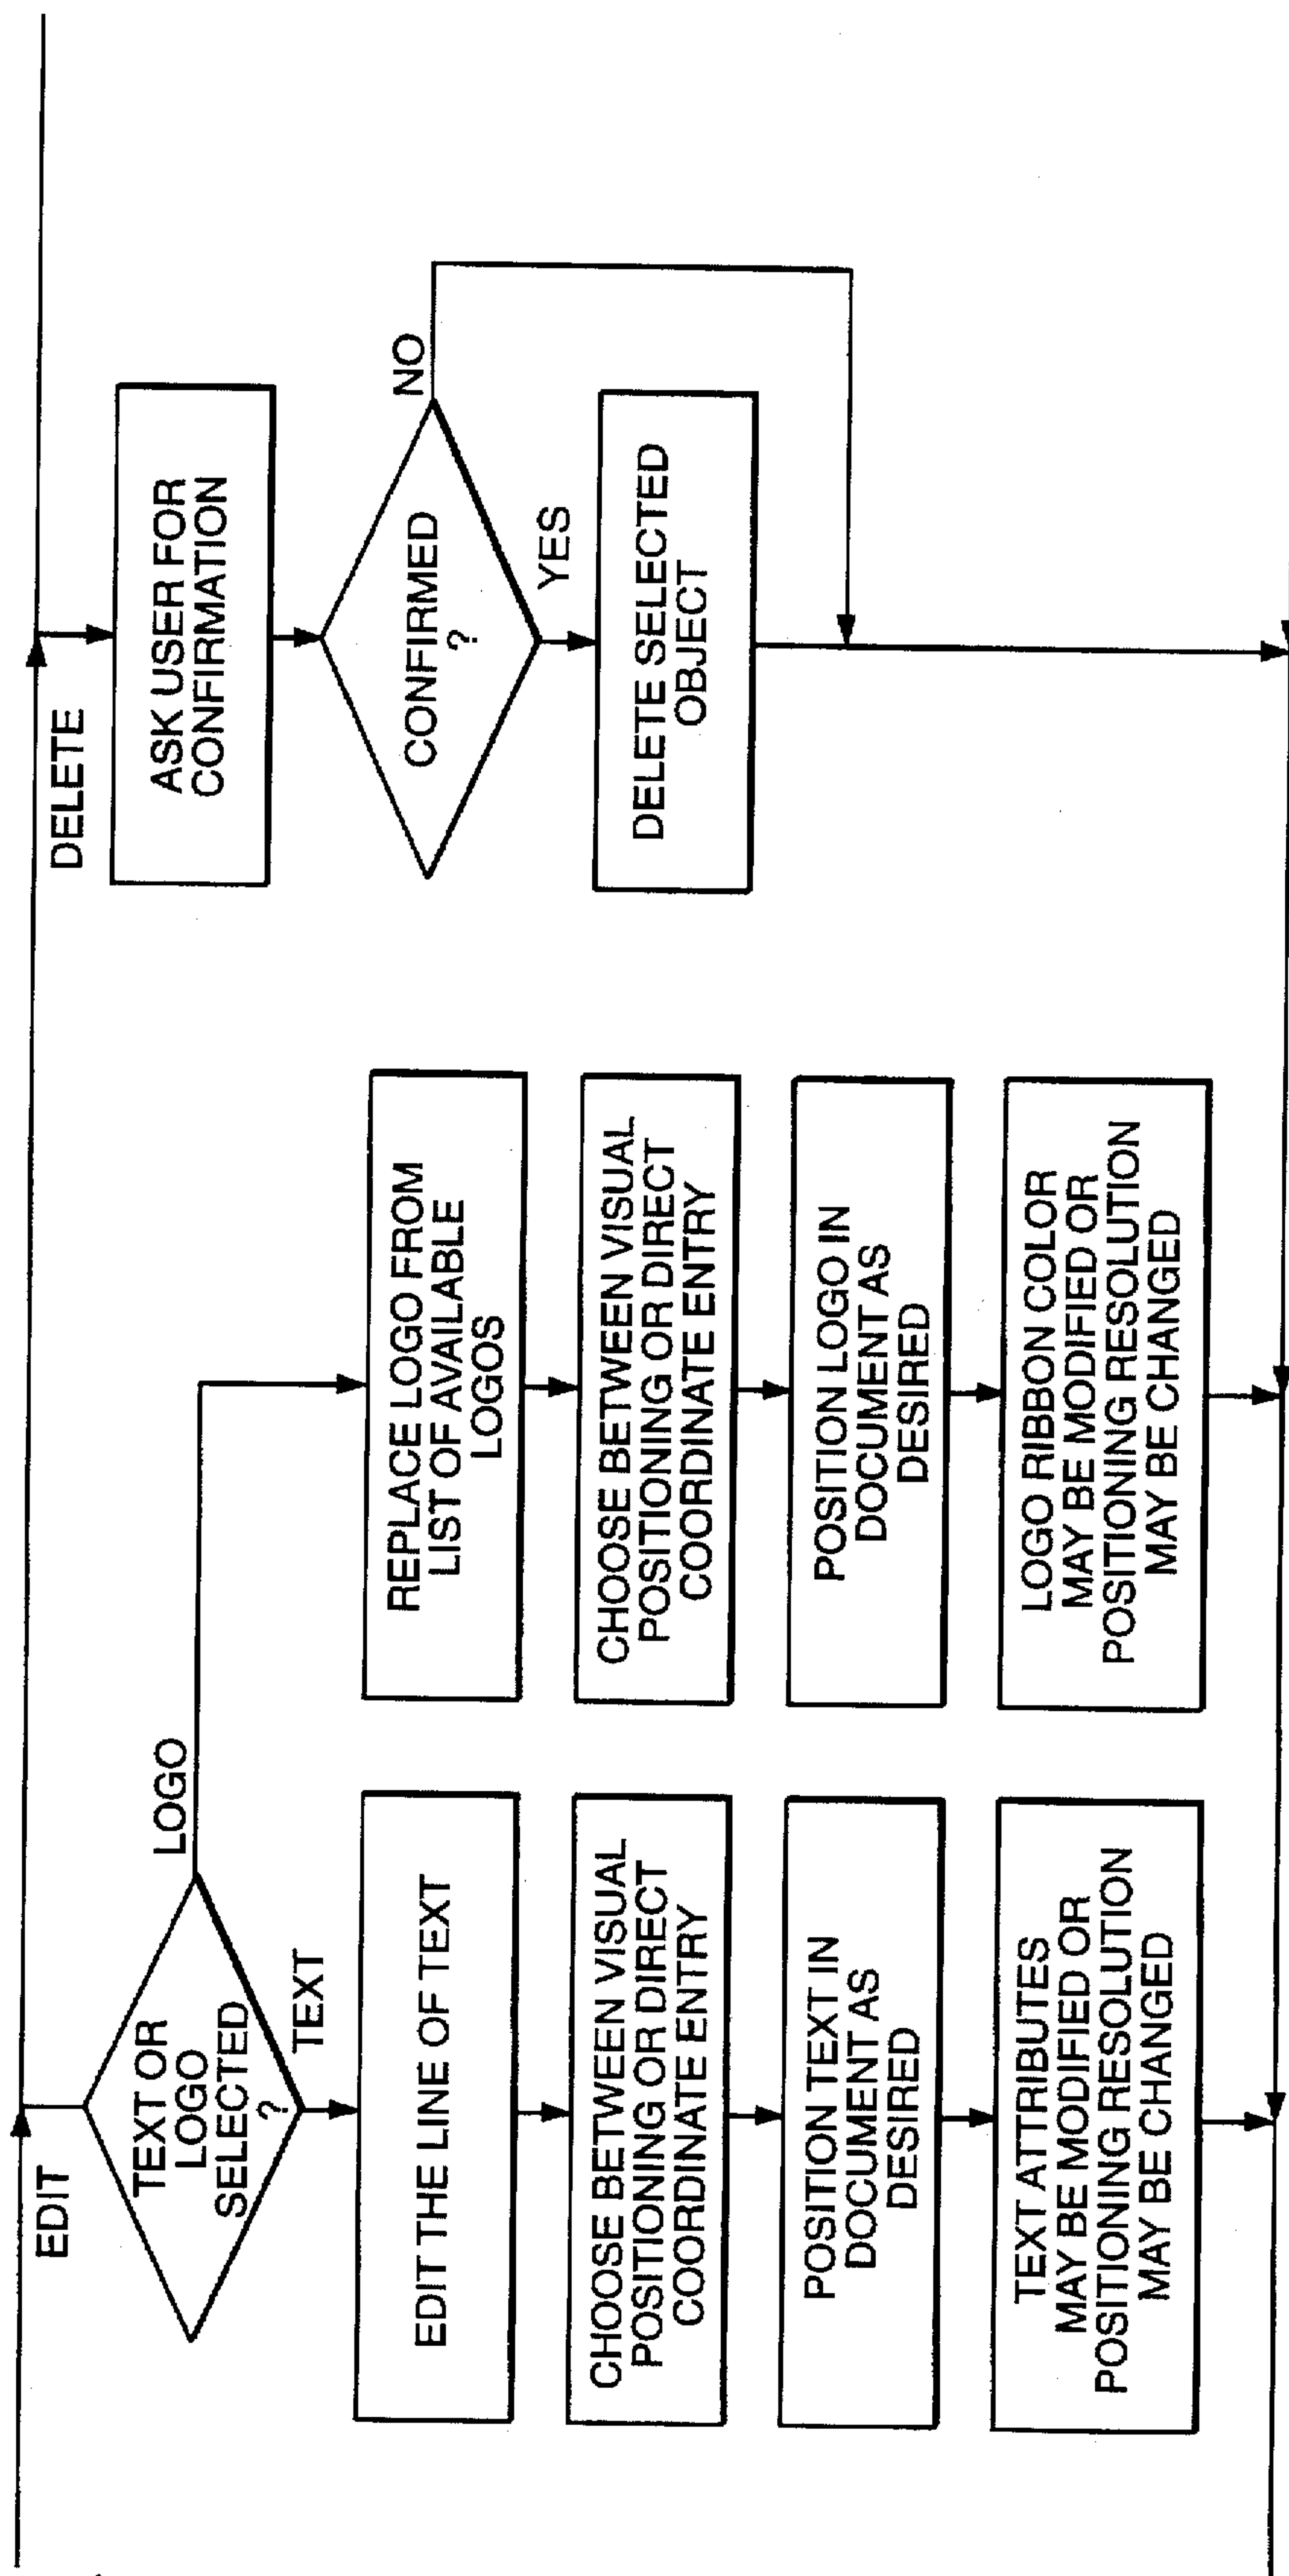 EDIT
TEXT OR
LOGO
SELECTED
?
LOGO
TEXT
EDIT THE LINE OF TEXT
CHOOSE BETWEEN VISUAL
POSITIONING OR DIRECT
COORDINATE ENTRY
POSITION TEXT IN
DOCUMENT AS
DESIRED
TEXT ATTRIBUTES
MAY BE MODIFIED OR
POSITIONING RESOLUTION
MAY BE CHANGED
REPLACE LOGO FROM
LIST OF AVAILABLE
LOGOS
CHOOSE BETWEEN VISUAL
POSITIONING OR DIRECT
COORDINATE ENTRY
POSITION LOGO IN
DOCUMENT AS
DESIRED
LOGO RIBBON COLOR
MAY BE MODIFIED OR
POSITIONING RESOLUTION
MAY BE CHANGED
DELETE
ASK USER FOR
CONFIRMATION
CONFIRMED
?
NO
YES
DELETE SELECTED
OBJECT